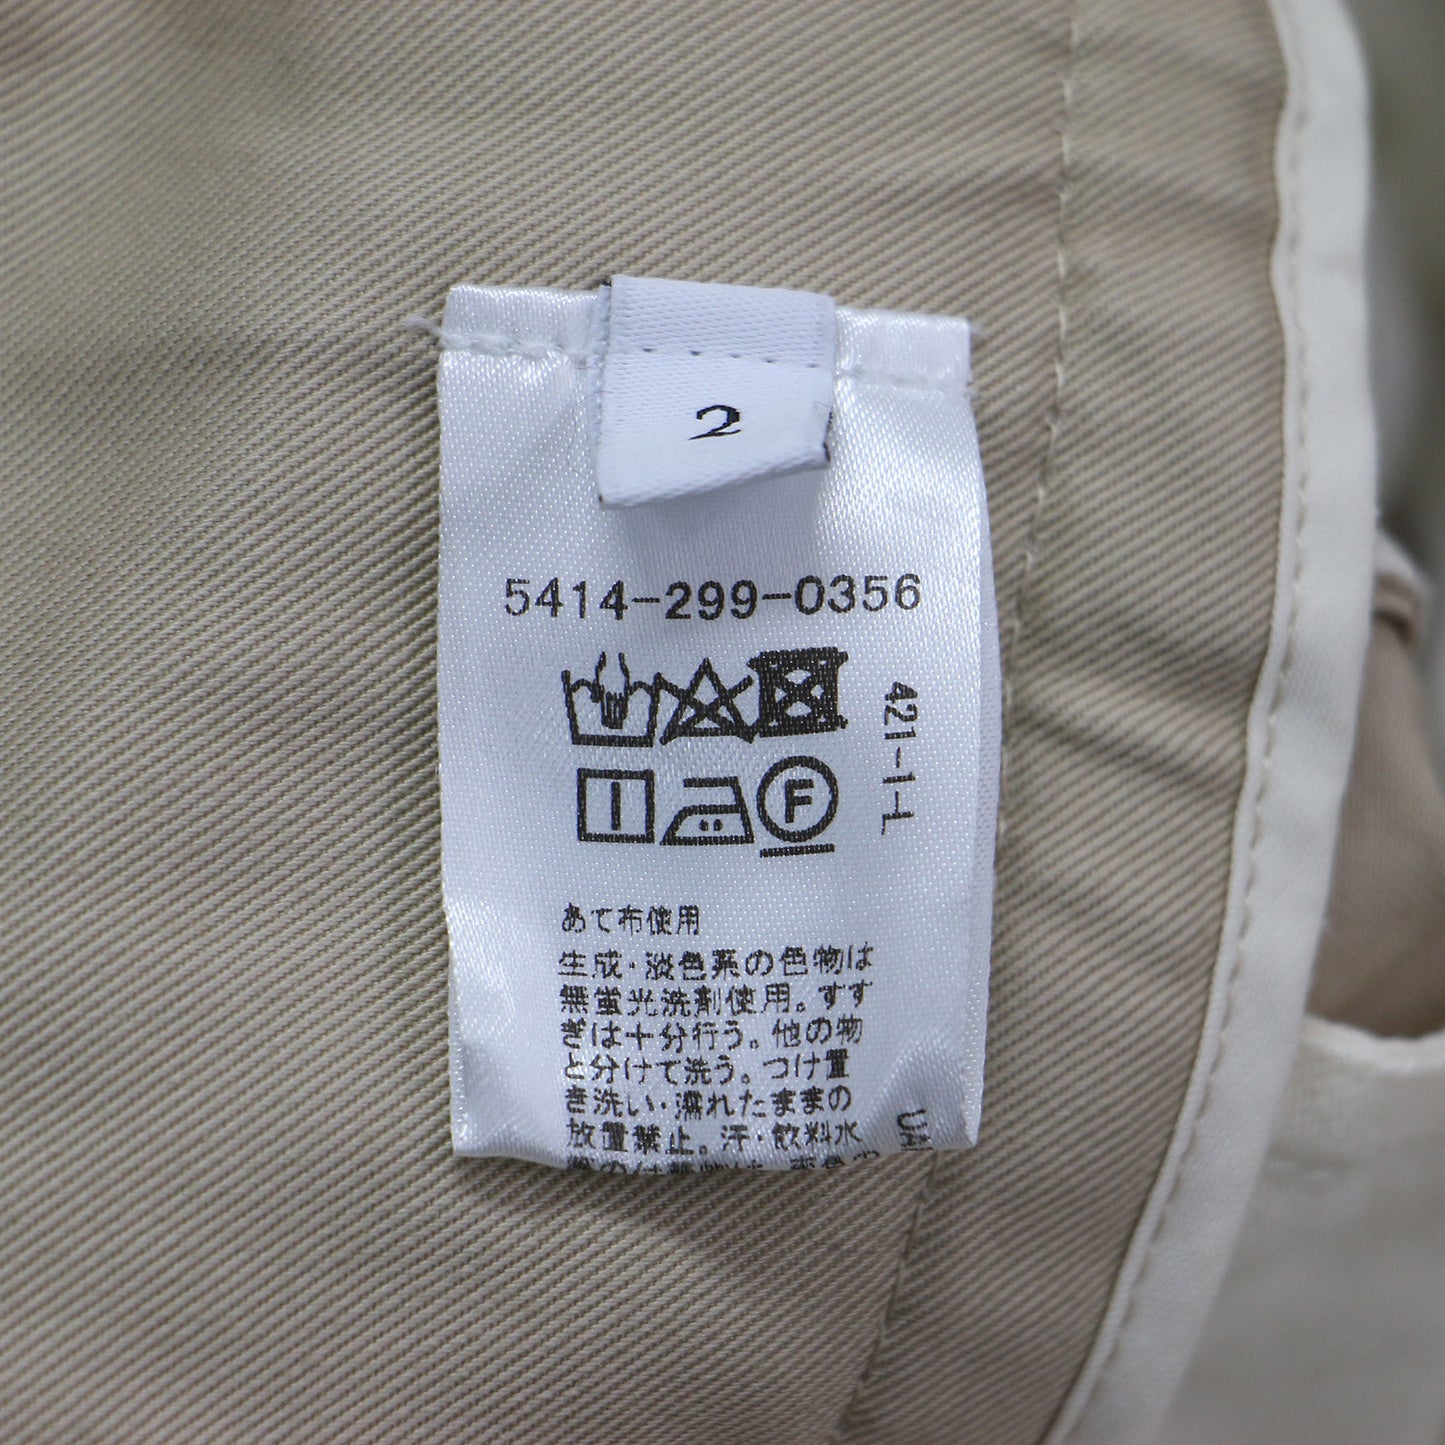 2
5414-299-0356
421-1-L
F
あて布使用
生成・淡色系の色物は
無蛍光洗剤使用。すす
ぎは十分行う。他の物
と分けて洗う。つけ置
き洗い・濡れたままの
放置禁止。汗・飲料水